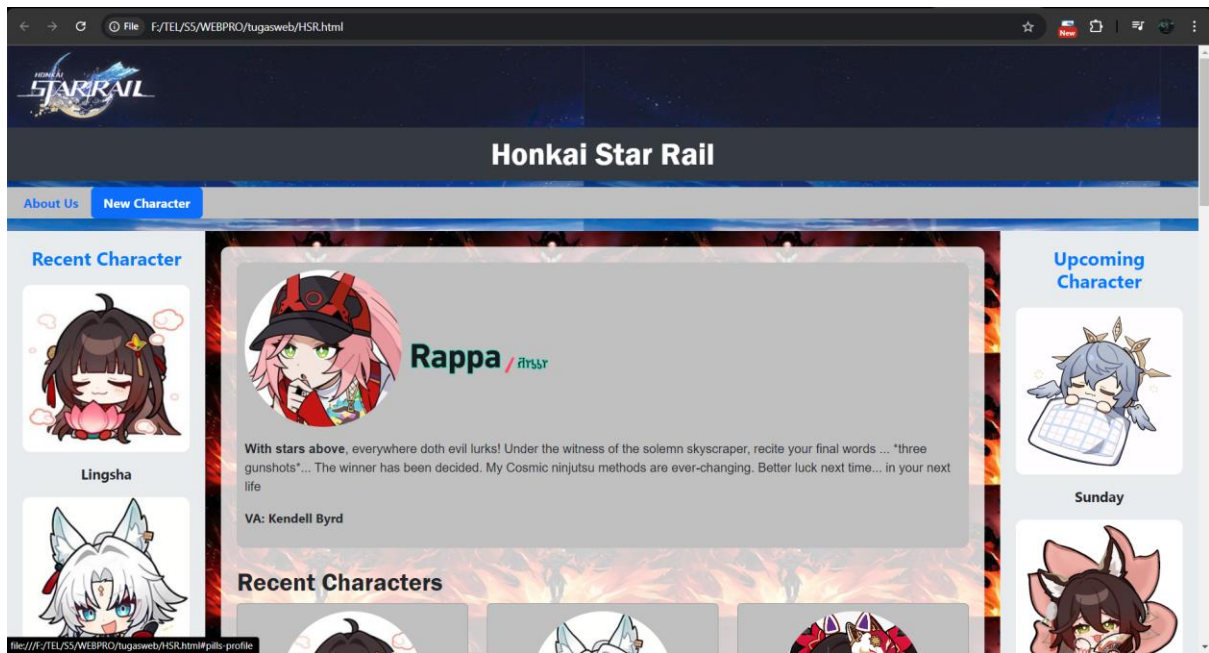 File F:/TEL/S5/WEBPRO/tugasweb/HSR.html
New
HONKAI
STAR RAIL
Honkai Star Rail
About Us New Character
Recent Character
Lingsha
Rappa /
With stars above, everywhere doth evil lurks! Under the witness of the solemn skyscraper, recite your final words ... *three
gunshots*... The winner has been decided. My Cosmic ninjutsu methods are ever-changing. Better luck next time... in your next
life
VA: Kendell Byrd
Recent Characters
Upcoming
Character
Sunday
file:///F:/TEL/S5/WEBPRO/tugasweb/HSR.html#pills-profile